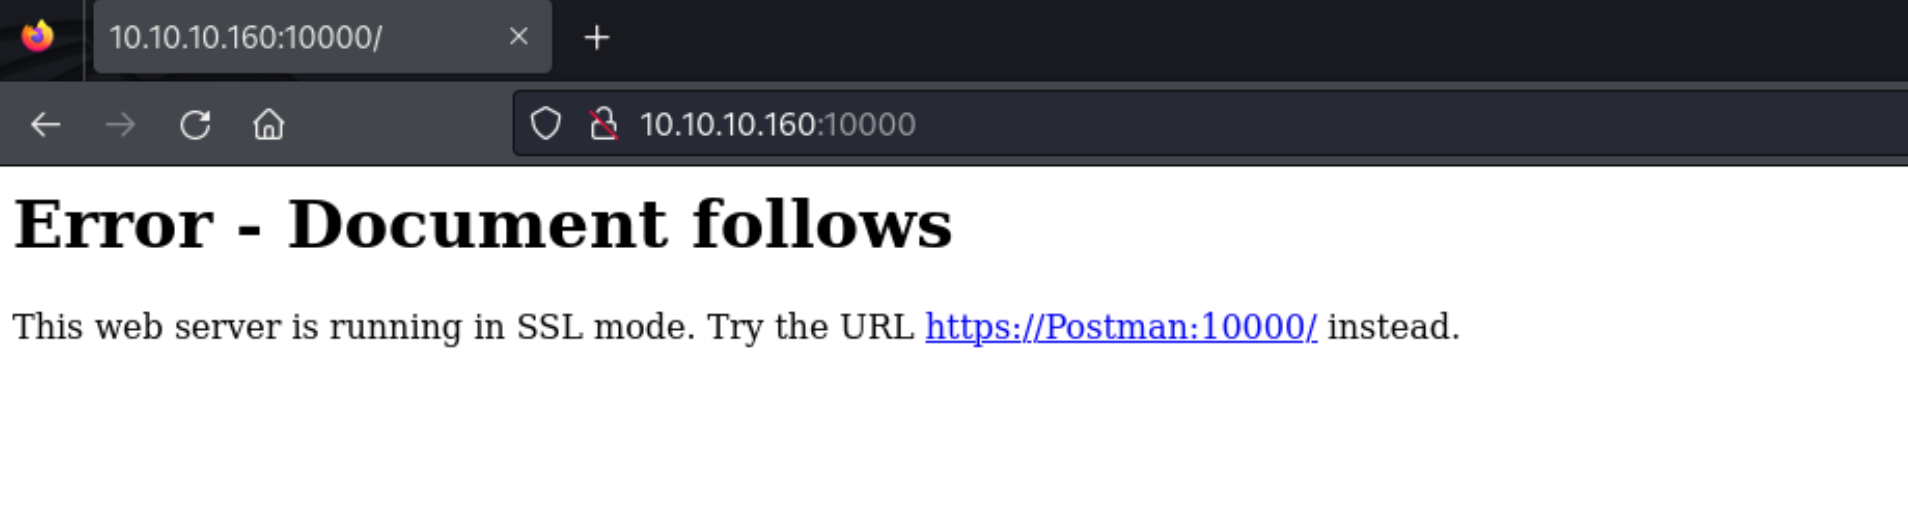 10.10.10.160:10000/
10.10.10.160:10000
Error - Document follows
This web server is running in SSL mode. Try the URL https://Postman:10000/ instead.